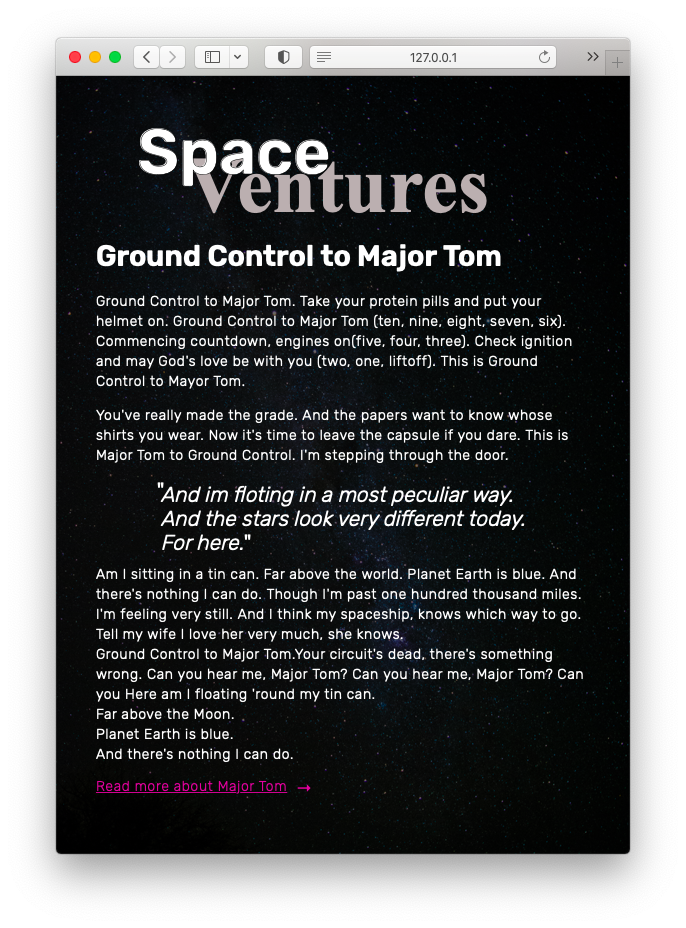 127.0.0.1
Space
Ventures
Ground Control to Major Tom
Ground Control to Major Tom. Take your protein pills and put your
helmet on. Ground Control to Major Tom (ten, nine, eight, seven, six).
Commencing countdown, engines on(five, four, three). Check ignition
and may God's love be with you (two, one, liftoff). This is Ground
Control to Mayor Tom.
You've really made the grade. And the papers want to know whose
shirts you wear. Now it's time to leave the capsule if you dare. This is
Major Tom to Ground Control. I'm stepping through the door.
"And im floting in a most peculiar way.
And the stars look very different today.
For here."
Am I sitting in a tin can. Far above the world. Planet Earth is blue. And
there's nothing I can do. Though I'm past one hundred thousand miles.
I'm feeling very still. And I think my spaceship, knows which way to go.
Tell my wife I love her very much, she knows.
Ground Control to Major Tom.Your circuit's dead, there's something
wrong. Can you hear me, Major Tom? Can you hear me, Major Tom? Can
you Here am I floating 'round my tin can.
Far above the Moon.
Planet Earth is blue.
And there's nothing I can do.
Read more about Major Tom →